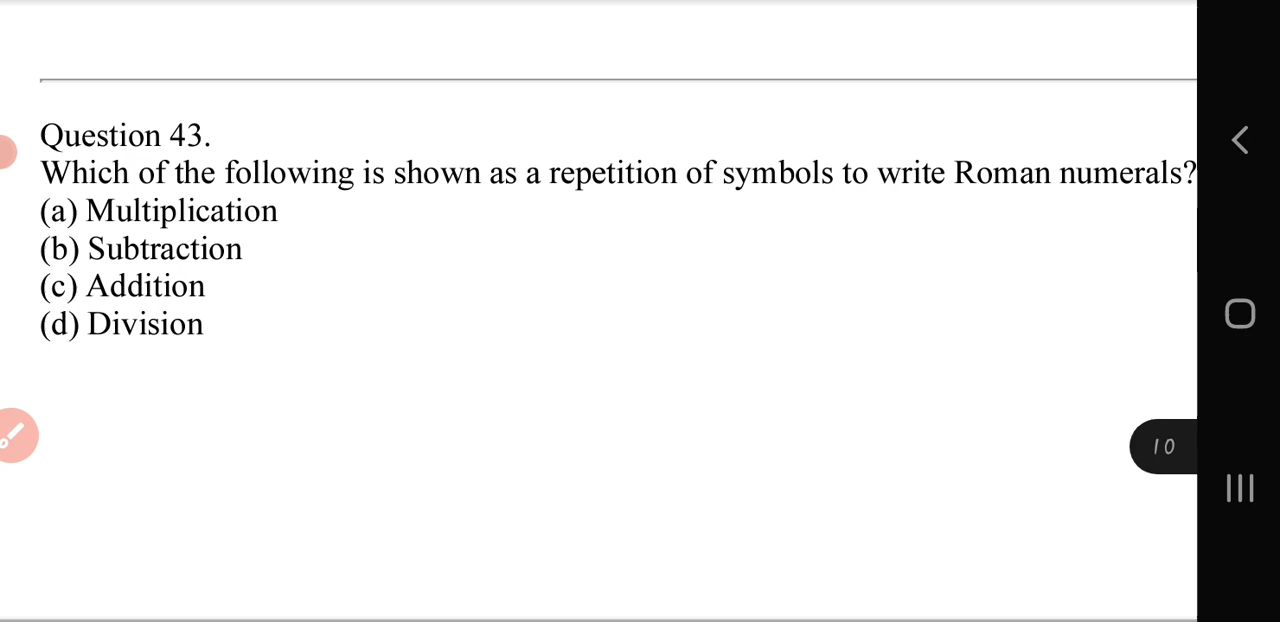 Question 43.
Which of the following is shown as a repetition of symbols to write Roman numerals?
(a) Multiplication
(b) Subtraction
(c) Addition
(d) Division
10